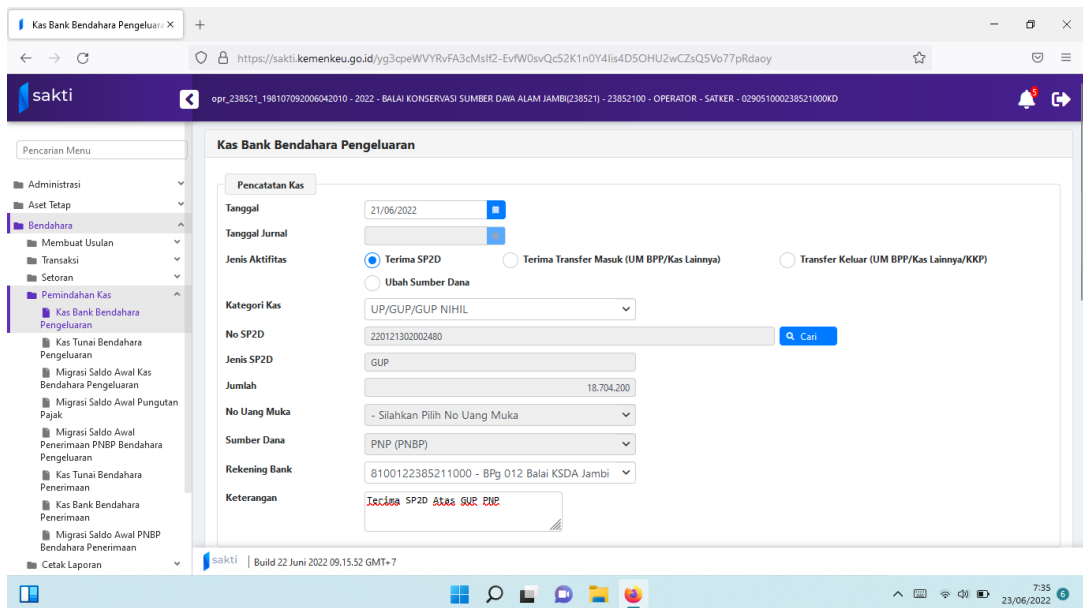 Kas Bank Bendahara Pengeluara
https://sakti.kemenkeu.go.id/yg3cpeWVYRvFA3cMsIf2-EvfW0svQc52K1n0Y4Iis4D5OHU2wCZsQ5Vo77pRdaoy
sakti
opr_238521_198107092006042010 - 2022 - BALAI KONSERVASI SUMBER DAYA ALAM JAMBI(238521) - 23852100 - OPERATOR - SATKER - 029051000238521000KD
5
Pencarian Menu
Administrasi
Aset Tetap
Bendahara
Membuat Usulan
Transaksi
Setoran
Pemindahan Kas
Kas Bank Bendahara
Pengeluaran
Kas Tunai Bendahara
Pengeluaran
Migrasi Saldo Awal Kas
Bendahara Pengeluaran
Migrasi Saldo Awal Pungutan
Pajak
Migrasi Saldo Awal
Penerimaan PNBP Bendahara
Pengeluaran
Kas Tunai Bendahara
Penerimaan
Kas Bank Bendahara
Penerimaan
Migrasi Saldo Awal PNBP
Bendahara Penerimaan
Cetak Laporan
Kas Bank Bendahara Pengeluaran
Pencatatan Kas
Tanggal 21/06/2022
Tanggal Jurnal
Jenis Aktifitas Terima SP2D Terima Transfer Masuk (UM BPP/Kas Lainnya) Transfer Keluar (UM BPP/Kas Lainnya/KKP)
Ubah Sumber Dana
Kategori Kas UP/GUP/GUP NIHIL
No SP2D 220121302002480 Cari
Jenis SP2D GUP
Jumlah 18.704.200
No Uang Muka - Silahkan Pilih No Uang Muka
Sumber Dana PNP (PNBP)
Rekening Bank 8100122385211000 - BPg 012 Balai KSDA Jambi
Keterangan Terima SP2D Atas GUP PNP
sakti Build 22 Juni 2022 09.15.52 GMT+7
7:35
23/06/2022 6